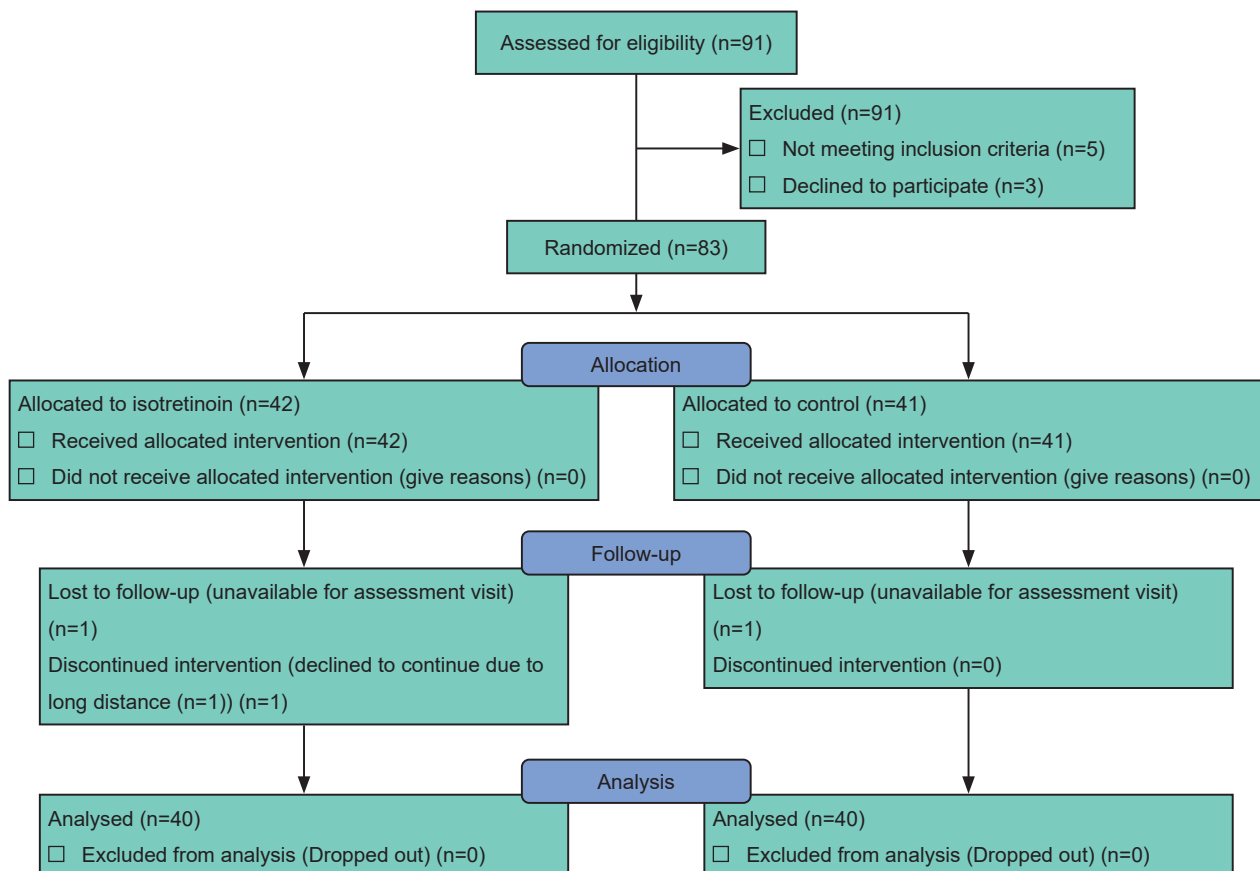 Assessed for eligibility (n=91)
Excluded (n=91)
☐ Not meeting inclusion criteria (n=5)
☐ Declined to participate (n=3)
Randomized (n=83)
Allocation
Allocated to isotretinoin (n=42)
☐ Received allocated intervention (n=42)
☐ Did not receive allocated intervention (give reasons) (n=0)
Allocated to control (n=41)
☐ Received allocated intervention (n=41)
☐ Did not receive allocated intervention (give reasons) (n=0)
Follow-up
Lost to follow-up (unavailable for assessment visit)
(n=1)
Discontinued intervention (declined to continue due to
long distance (n=1)) (n=1)
Lost to follow-up (unavailable for assessment visit)
(n=1)
Discontinued intervention (n=0)
Analysis
Analysed (n=40)
☐ Excluded from analysis (Dropped out) (n=0)
Analysed (n=40)
☐ Excluded from analysis (Dropped out) (n=0)